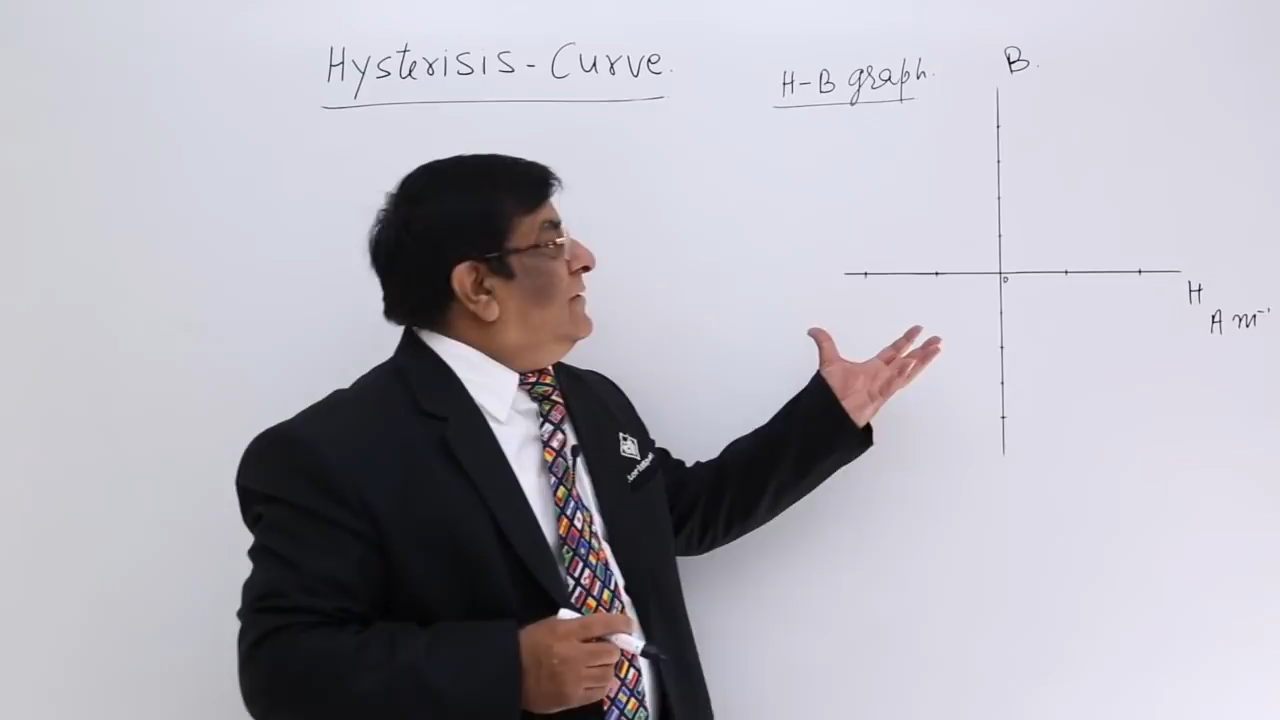 Hysterisis - Curve.
H-B graph.
B.
0
H
A m⁻¹